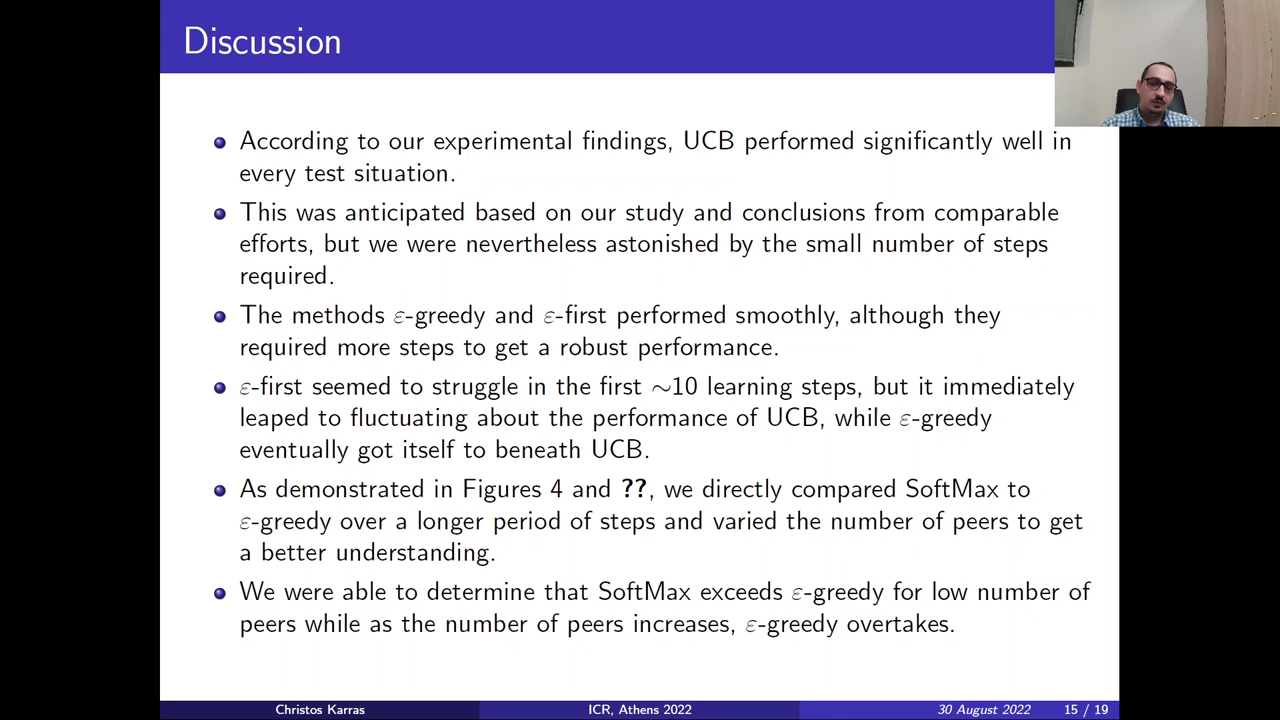 Discussion
According to our experimental findings, UCB performed significantly well in
every test situation.
This was anticipated based on our study and conclusions from comparable
efforts, but we were nevertheless astonished by the small number of steps
required.
The methods ε-greedy and ε-first performed smoothly, although they
required more steps to get a robust performance.
ε-first seemed to struggle in the first ∼10 learning steps, but it immediately
leaped to fluctuating about the performance of UCB, while ε-greedy
eventually got itself to beneath UCB.
As demonstrated in Figures 4 and ??, we directly compared SoftMax to
ε-greedy over a longer period of steps and varied the number of peers to get
a better understanding.
We were able to determine that SoftMax exceeds ε-greedy for low number of
peers while as the number of peers increases, ε-greedy overtakes.
Christos Karras
ICR, Athens 2022
30 August 2022
15 / 19